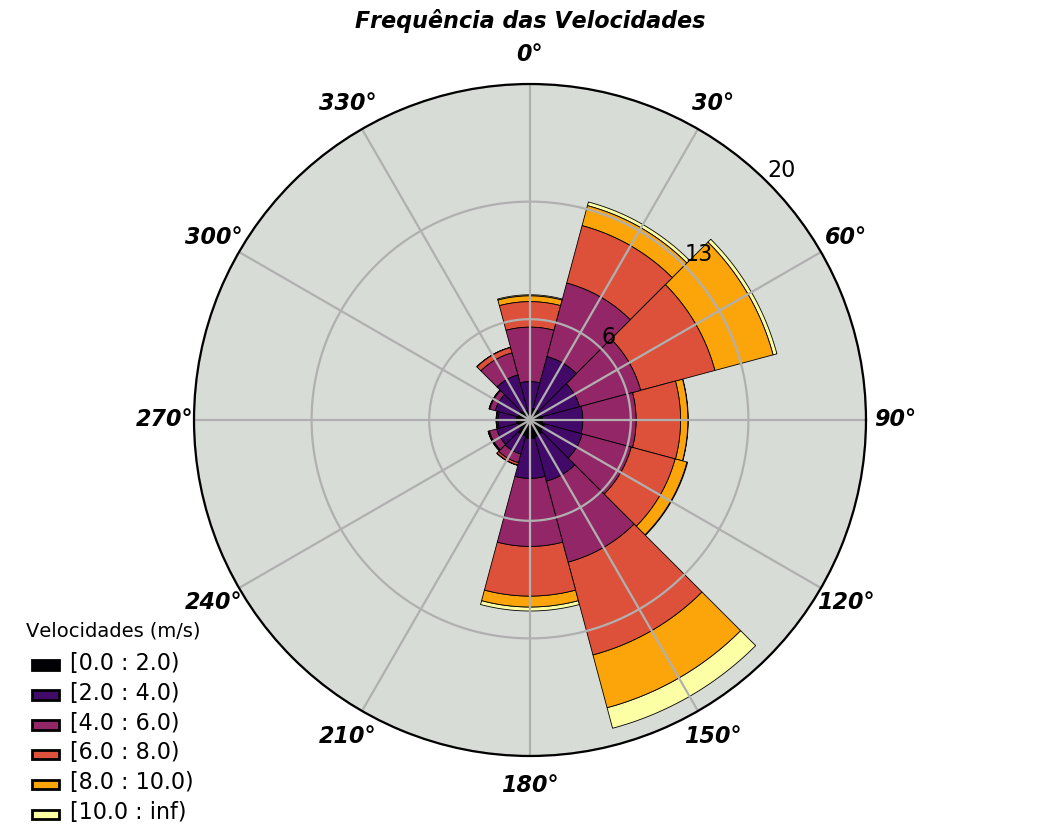 Frequência das Velocidades
0°
330°
30°
20
300°
60°
13
6
270°
90°
240°
120°
210°
150°
180°
Velocidades (m/s)
[0.0 : 2.0)
[2.0 : 4.0)
[4.0 : 6.0)
[6.0 : 8.0)
[8.0 : 10.0)
[10.0 : inf)